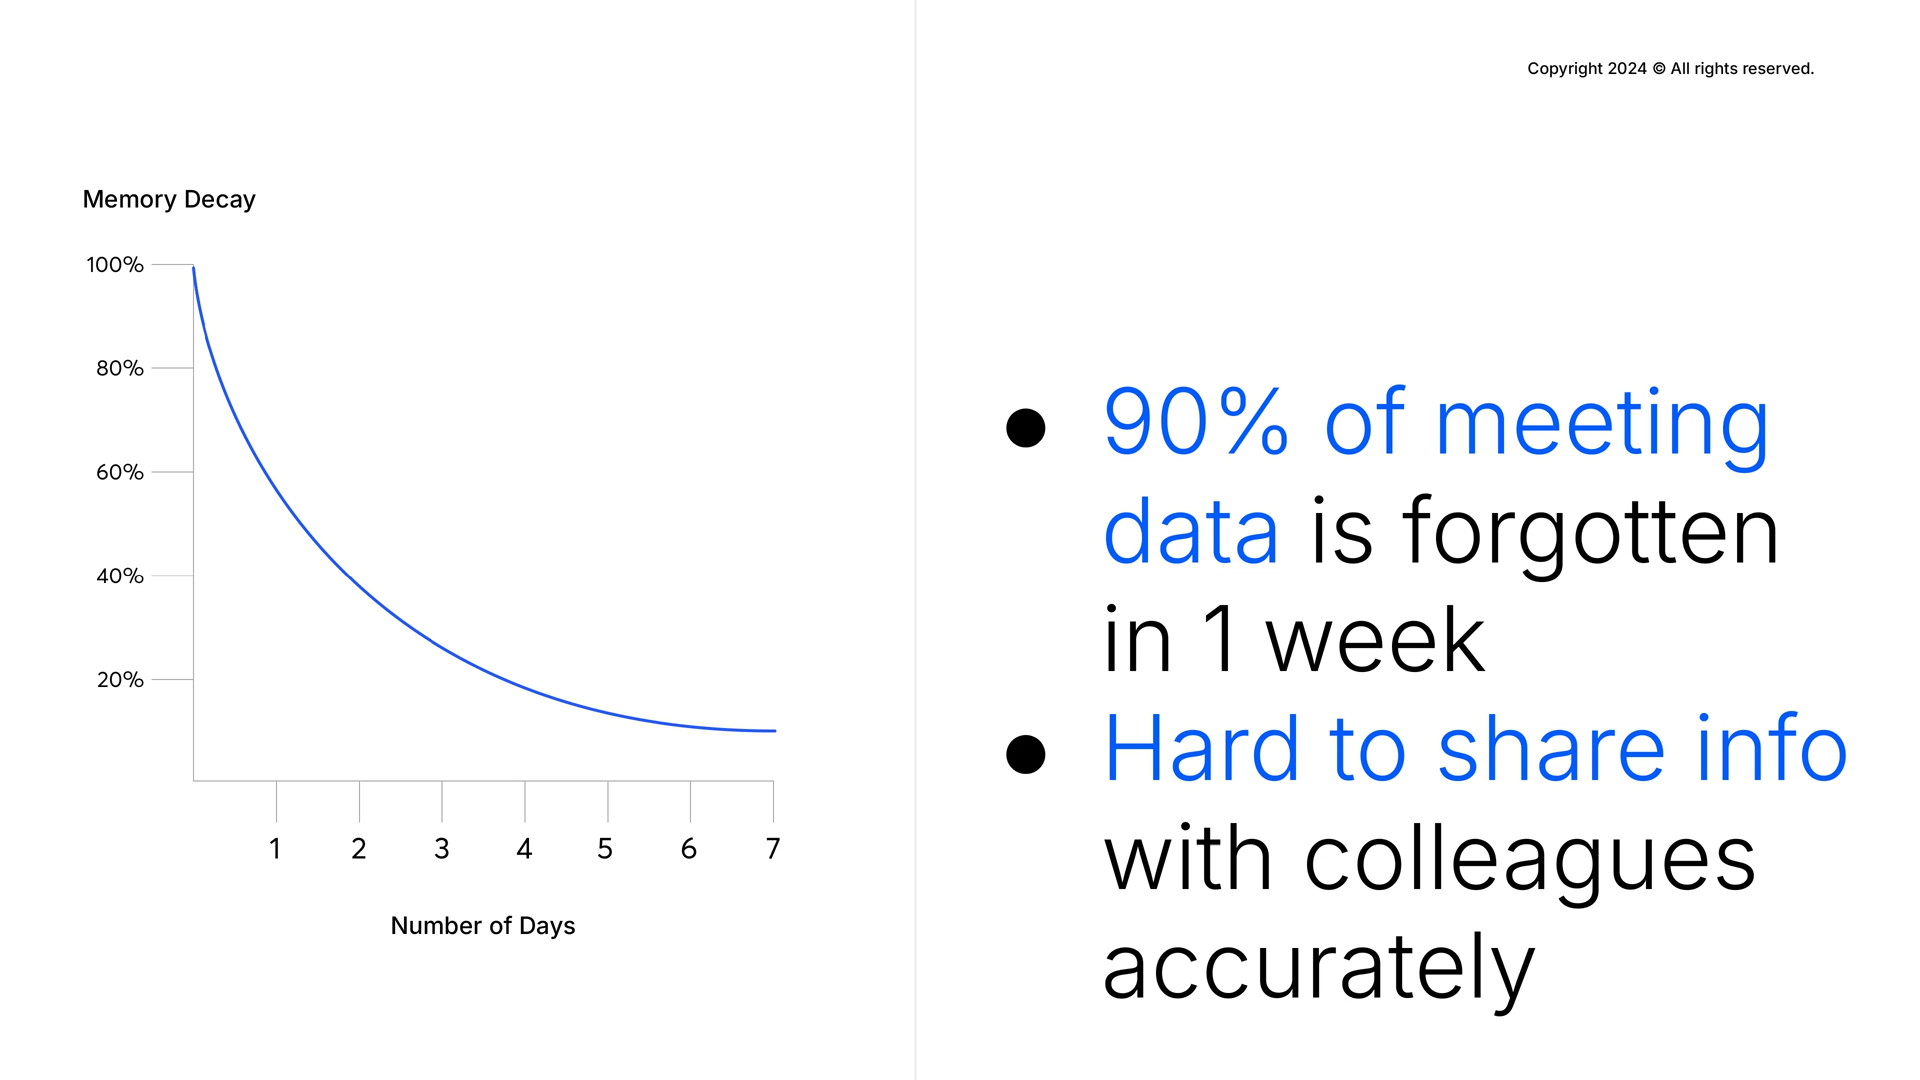 Copyright 2024 © All rights reserved.
Memory Decay
100%
80%
60%
40%
20%
1 2 3 4 5 6 7
Number of Days
● 90% of meeting
data is forgotten
in 1 week
● Hard to share info
with colleagues
accurately